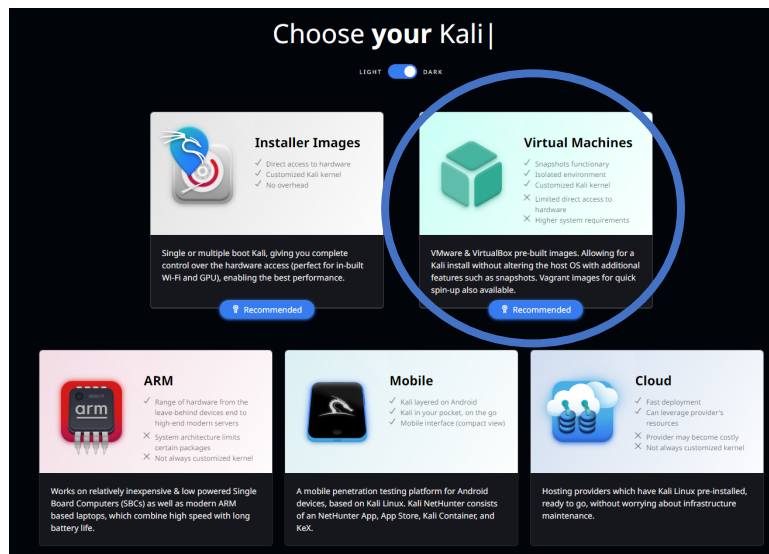 Choose your Kali|
LIGHT DARK
Installer Images
Direct access to hardware
Customized Kali kernel
No overhead
Single or multiple boot Kali, giving you complete
control over the hardware access (perfect for in-built
Wi-Fi and GPU), enabling the best performance.
Recommended
Virtual Machines
Snapshots functionary
Isolated environment
Customized Kali kernel
Limited direct access to
hardware
Higher system requirements
VMware & VirtualBox pre-built images. Allowing for a
Kali install without altering the host OS with additional
features such as snapshots. Vagrant images for quick
spin-up also available.
Recommended
arm
ARM
Range of hardware from the
leave-behind devices end to
high-end modern servers
System architecture limits
certain packages
Not always customized kernel
Works on relatively inexpensive & low powered Single
Board Computers (SBCs) as well as modern ARM
based laptops, which combine high speed with long
battery life.
Mobile
Kali layered on Android
Kali in your pocket, on the go
Mobile interface (compact view)
A mobile penetration testing platform for Android
devices, based on Kali Linux. Kali NetHunter consists
of an NetHunter App, App Store, Kali Container, and
KeX.
Cloud
Fast deployment
Can leverage provider's
resources
Provider may become costly
Not always customized kernel
Hosting providers which have Kali Linux pre-installed,
ready to go, without worrying about infrastructure
maintenance.